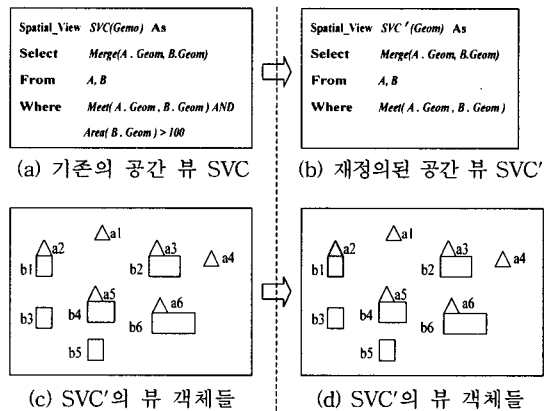 Spatial_View SVC(Gemo) As
Select Merge(A . Geom, B.Geom)
From A, B
Where Meet( A . Geom , B . Geom ) AND
Area( B . Geom ) > 100
(a) 기존의 공간 뷰 SVC
Spatial_View SVC ′(Geom) As
Select Merge(A . Geom, B.Geom)
From A, B
Where Meet( A . Geom , B . Geom )
(b) 재정의된 공간 뷰 SVC′
a1
a2
a3
a4
b1
b2
a5
a6
b3
b4
b6
b5
(c) SVC′의 뷰 객체들
a1
a2
a3
a4
b1
b2
a5
a6
b3
b4
b6
b5
(d) SVC′의 뷰 객체들